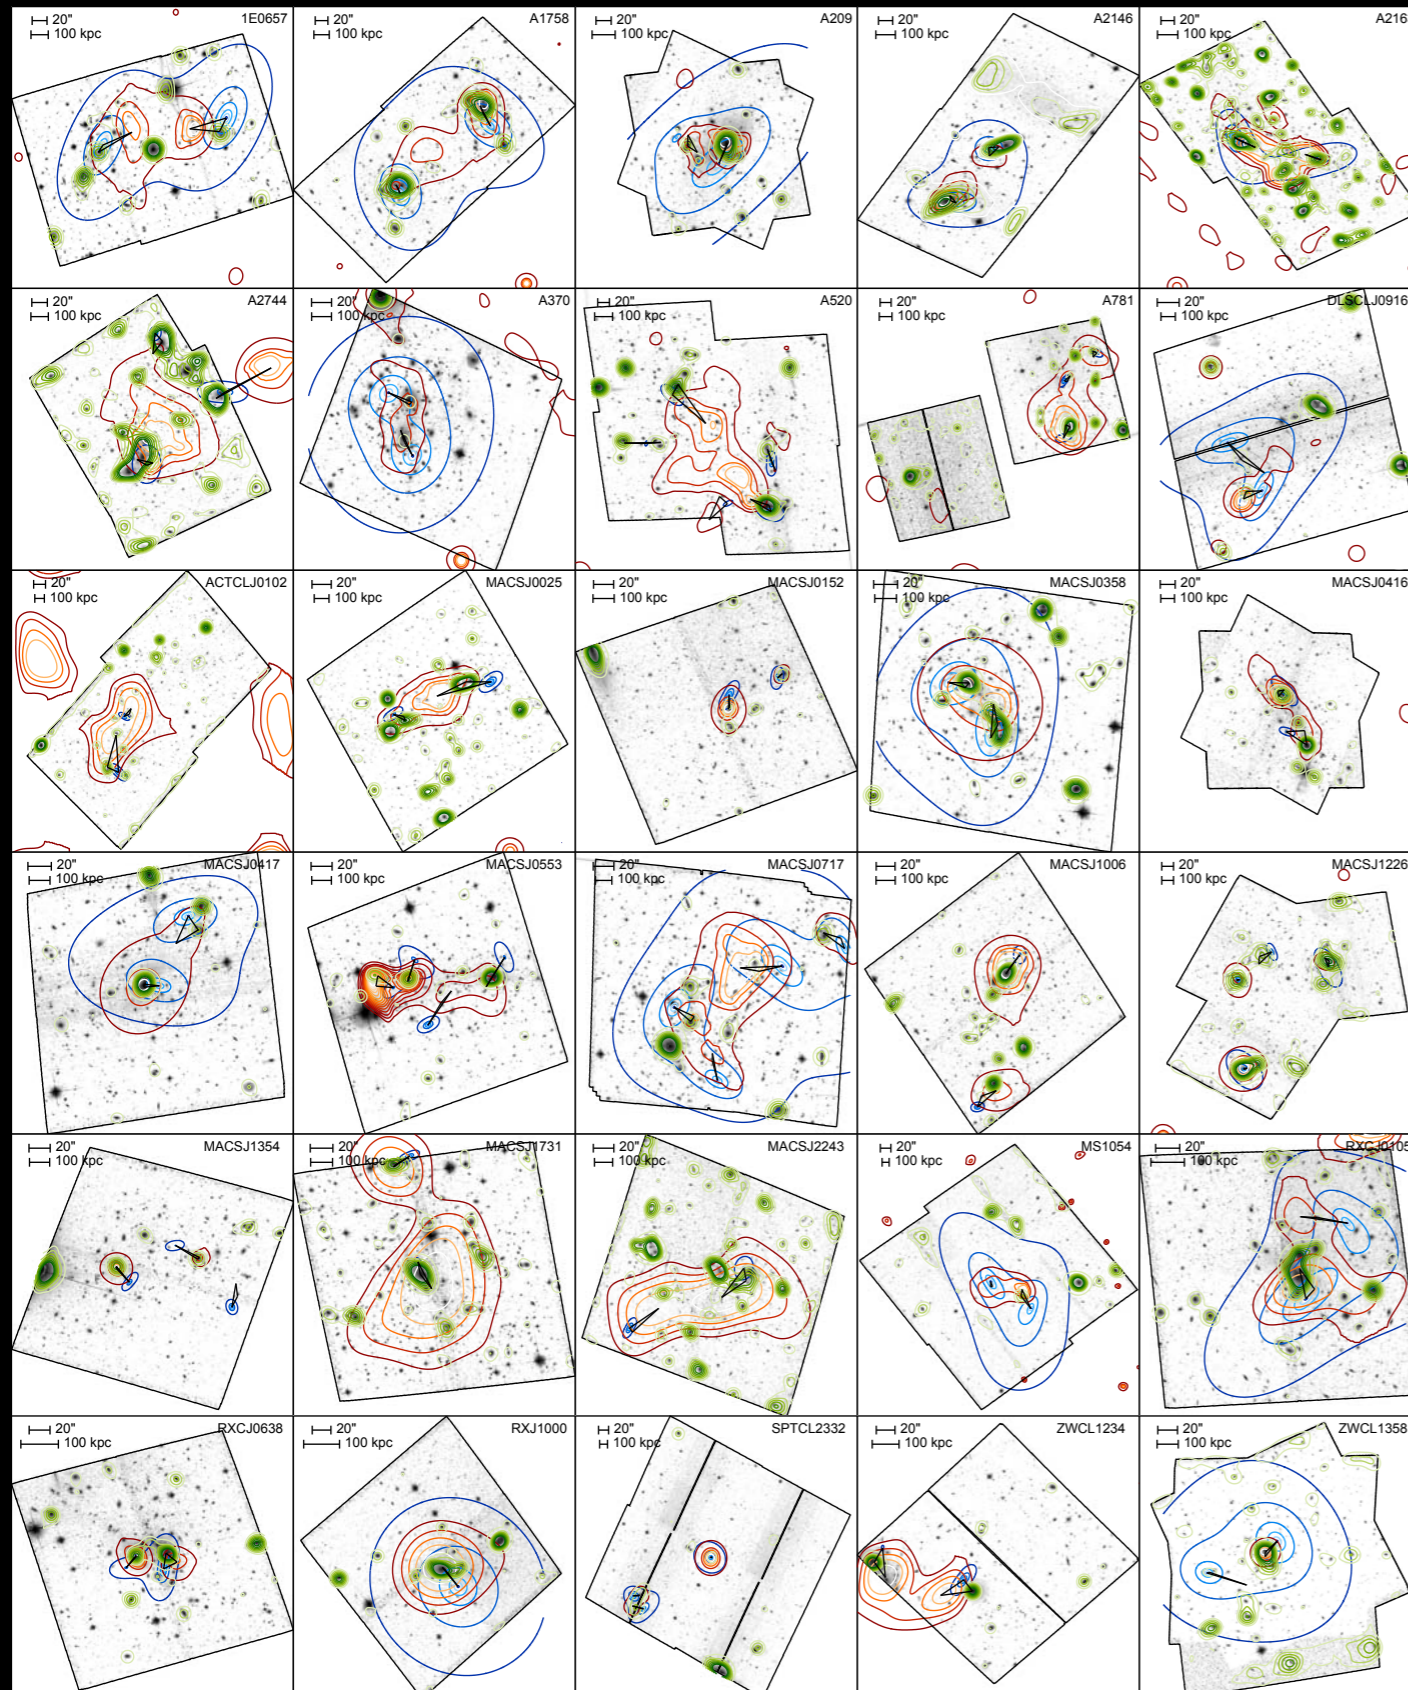 20" 1E0657
100 kpc
20" A1758
100 kpc
20" A209
100 kpc
20" A2146
100 kpc
20" A2163
100 kpc
20" A2744
100 kpc
20" A370
100 kpc
20" A520
100 kpc
20" A781
100 kpc
20" DLSCLJ0916
100 kpc
20" ACTCLJ0102
100 kpc
20" MACSJ0025
100 kpc
20" MACSJ0152
100 kpc
20" MACSJ0358
100 kpc
20" MACSJ0416
100 kpc
20" MACSJ0417
100 kpc
20" MACSJ0553
100 kpc
20" MACSJ0717
100 kpc
20" MACSJ1006
100 kpc
20" MACSJ1226
100 kpc
20" MACSJ1354
100 kpc
20" MACSJ1731
100 kpc
20" MACSJ2243
100 kpc
20" MS1054
100 kpc
20" RXCJ0105
100 kpc
20" RXCJ0638
100 kpc
20" RXJ1000
100 kpc
20" SPTCL2332
100 kpc
20" ZWCL1234
100 kpc
20" ZWCL1358
100 kpc